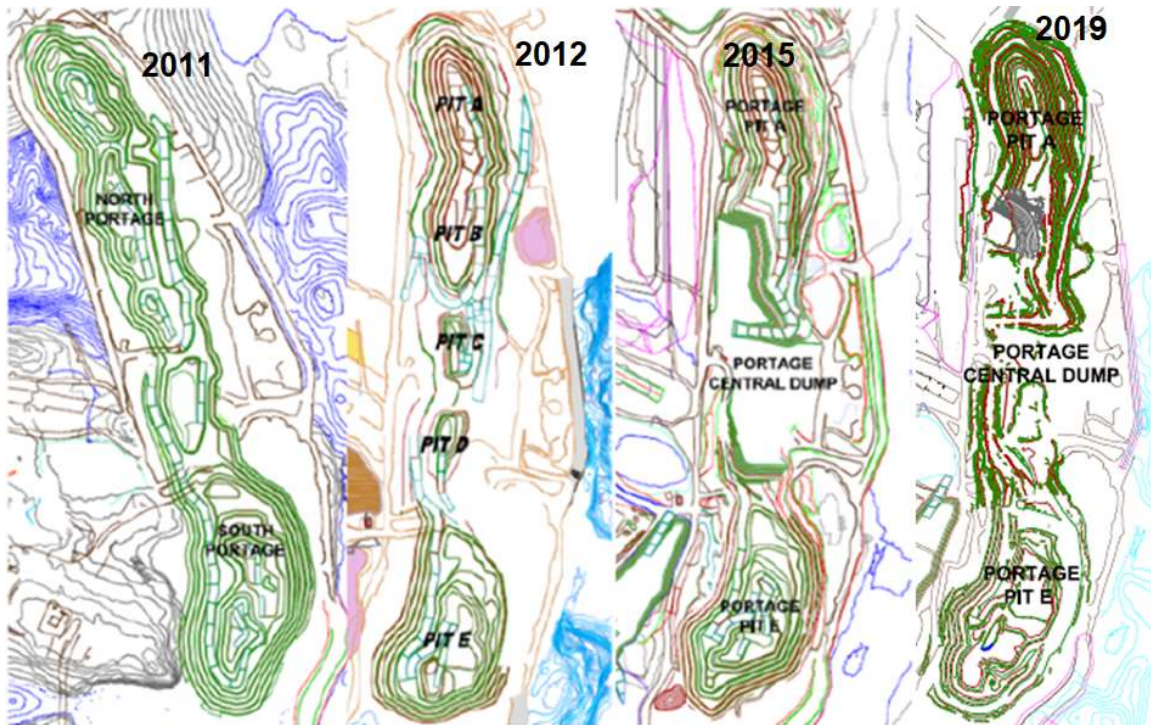 2011
NORTH
PORTAGE
SOUTH
PORTAGE
2012
PIT A
PIT B
PIT C
PIT D
PIT E
2015
PORTAGE
PIT A
PORTAGE
CENTRAL DUMP
PORTAGE
PIT E
2019
PORTAGE
PIT A
PORTAGE
CENTRAL DUMP
PORTAGE
PIT E